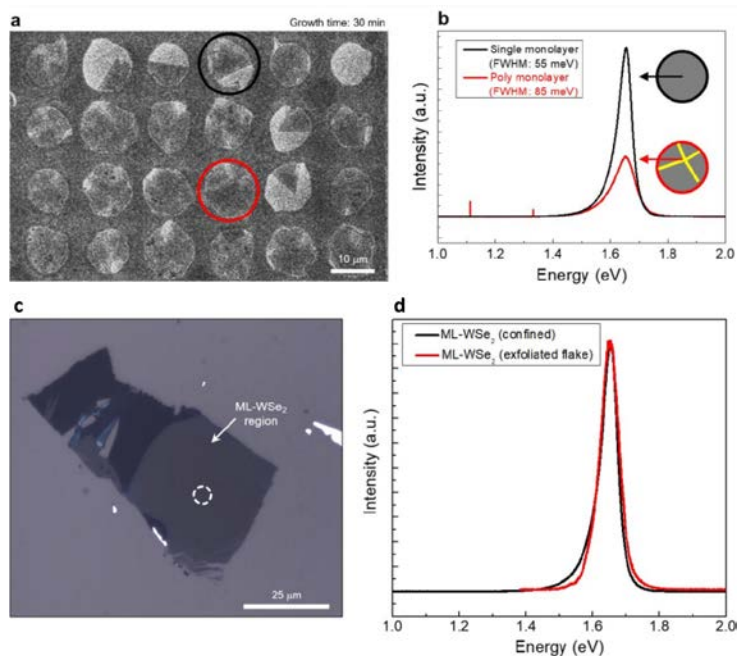 a
Growth time: 30 min
10 μm
b
Single monolayer
(FWHM: 55 meV)
Poly monolayer
(FWHM: 85 meV)
Intensity (a.u.)
1.0 1.2 1.4 1.6 1.8 2.0
Energy (eV)
c
ML-WSe₂
region
25 μm
d
ML-WSe₂ (confined)
ML-WSe₂ (exfoliated flake)
Intensity (a.u.)
1.0 1.2 1.4 1.6 1.8 2.0
Energy (eV)